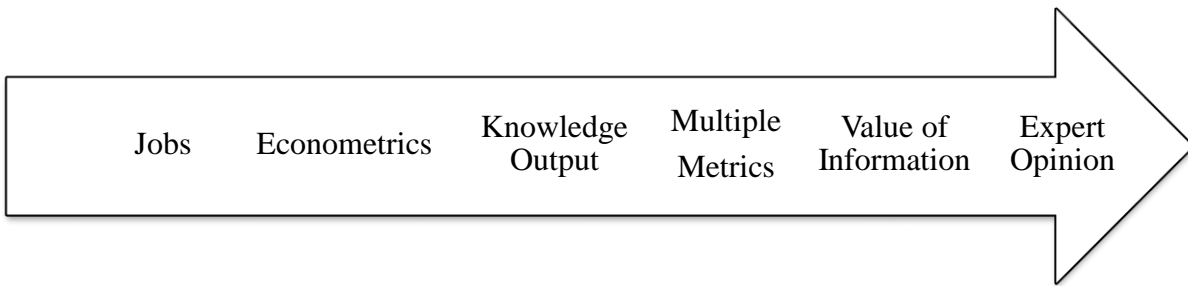 Jobs
Econometrics
Knowledge
Output
Multiple
Metrics
Value of
Information
Expert
Opinion